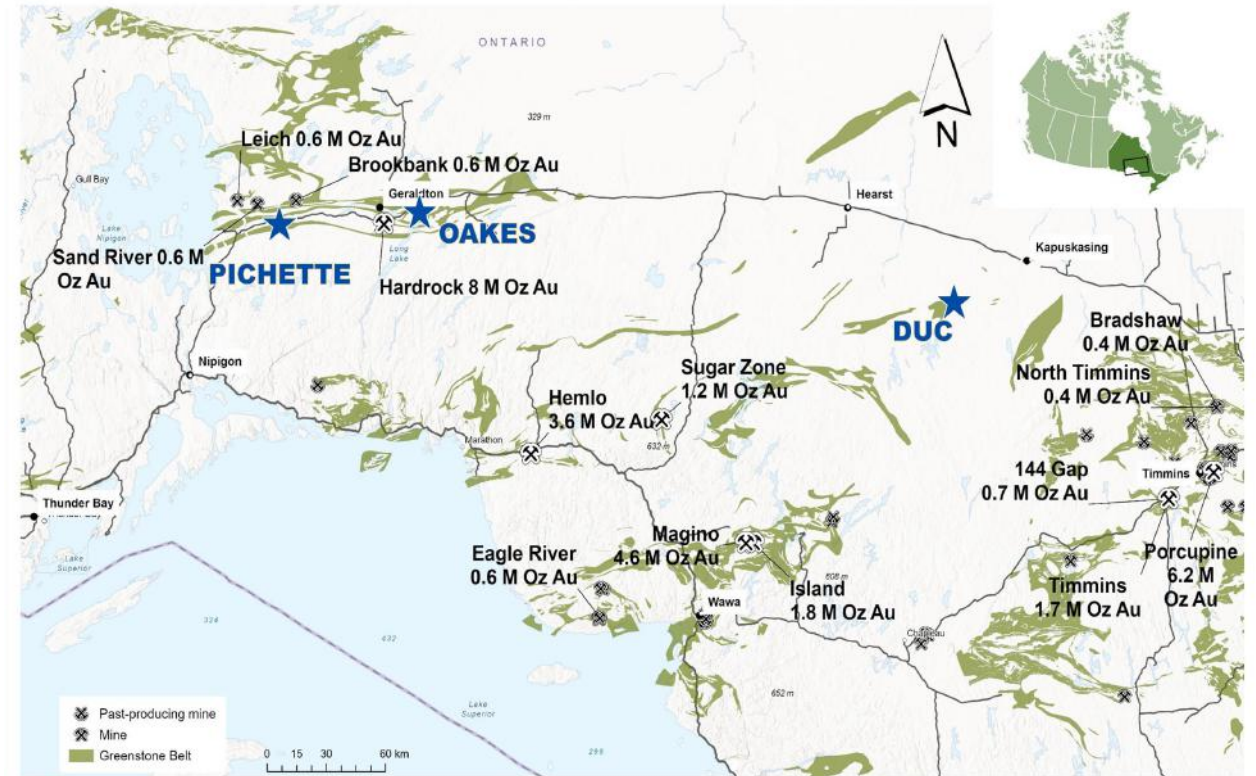 ONTARIO
329 m
N
Leich 0.6 M Oz Au
Brookbank 0.6 M Oz Au
Gull Bay
Geraldton
Hearst
OAKES
Lake
Nipigon
Long
Lake
Sand River 0.6 M
Oz Au
PICHETTE
Hardrock 8 M Oz Au
Kapuskasing
DUC
Bradshaw
0.4 M Oz Au
North Timmins
0.4 M Oz Au
Nipigon
Sugar Zone
1.2 M Oz Au
Hemlo
3.6 M Oz Au
632 m
Marathon
144 Gap
0.7 M Oz Au
Timmins
Thunder Bay
Lake
Superior
Magino
4.6 M Oz Au
Eagle River
0.6 M Oz Au
Island
1.8 M Oz Au
608 m
Porcupine
6.2 M
Oz Au
Timmins
1.7 M Oz Au
Wawa
324
632
652 m
Lake
Superior
298
Past-producing mine
Mine
Greenstone Belt
0 15 30 60 km